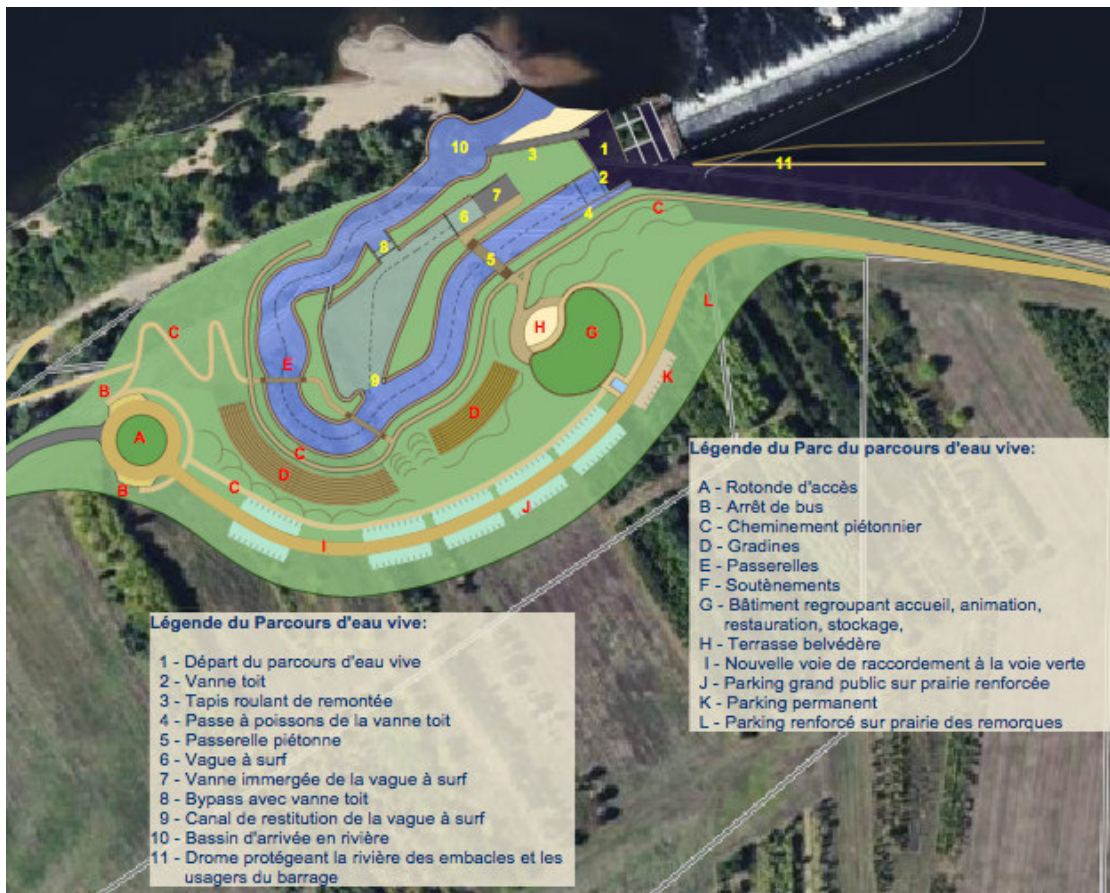 10
1
3
11
2
7
6
4
C
8
5
L
C
H
G
E
9
K
B
D
A
C
D
B
C
J
I
Légende du Parc du parcours d'eau vive:
A - Rotonde d'accès
B - Arrêt de bus
C - Cheminement piétonnier
D - Gradines
E - Passerelles
F - Soutènements
G - Bâtiment regroupant accueil, animation,
restauration, stockage,
H - Terrasse belvédère
I - Nouvelle voie de raccordement à la voie verte
J - Parking grand public sur prairie renforcée
K - Parking permanent
L - Parking renforcé sur prairie des remorques
Légende du Parcours d'eau vive:
1 - Départ du parcours d'eau vive
2 - Vanne toit
3 - Tapis roulant de remontée
4 - Passe à poissons de la vanne toit
5 - Passerelle piétonne
6 - Vague à surf
7 - Vanne immergée de la vague à surf
8 - Bypass avec vanne toit
9 - Canal de restitution de la vague à surf
10 - Bassin d'arrivée en rivière
11 - Drome protégeant la rivière des embacles et les
usagers du barrage